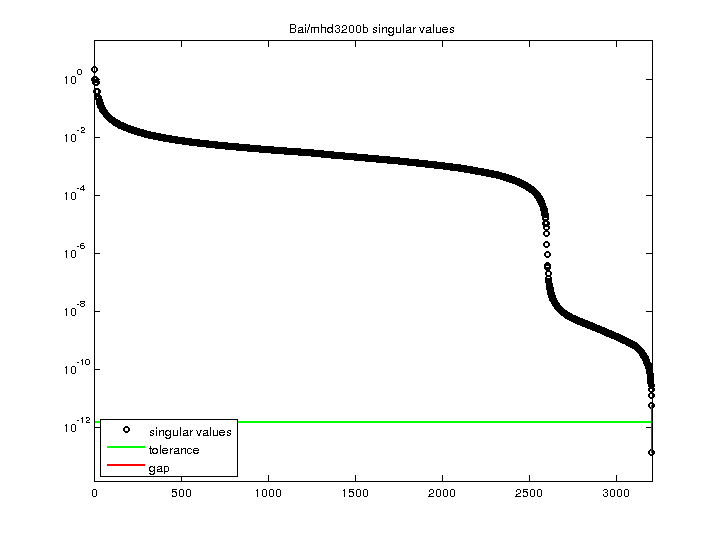 Bai/mhd3200b singular values
10^0
10^-2
10^-4
10^-6
10^-8
10^-10
10^-12
singular values
tolerance
gap
0 500 1000 1500 2000 2500 3000